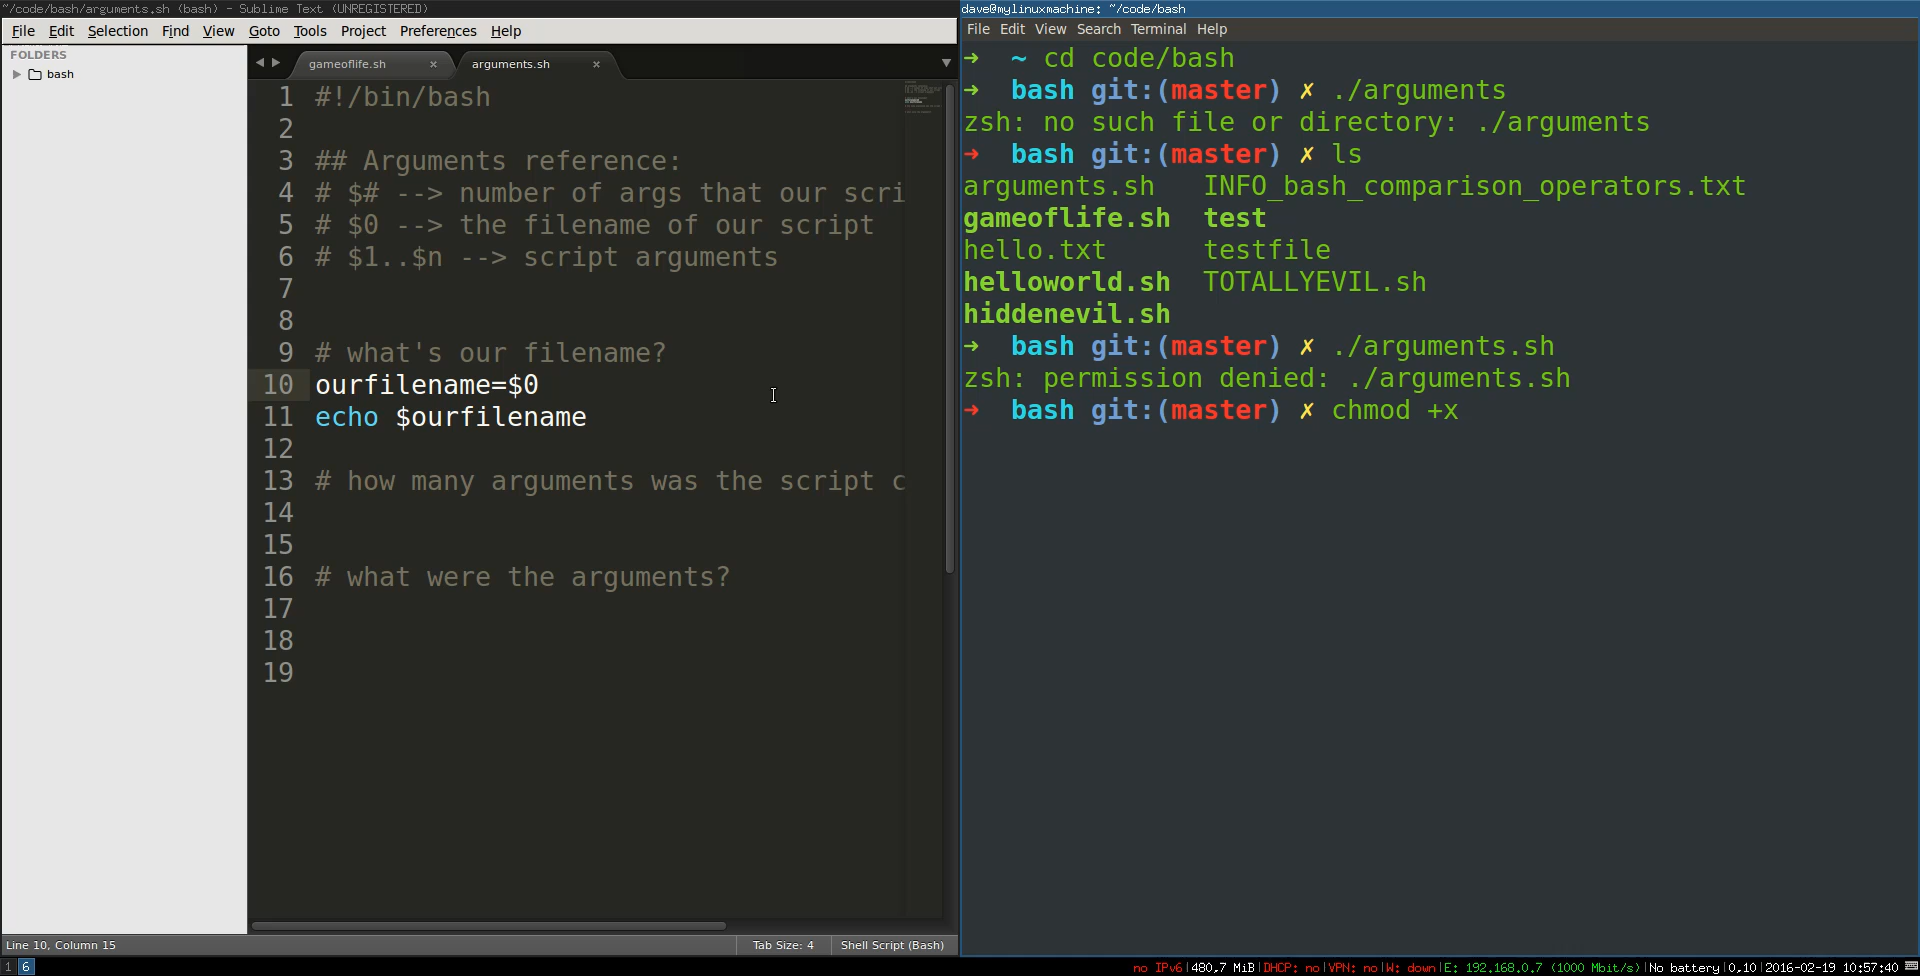 ~/code/bash/arguments.sh (bash) - Sublime Text (UNREGISTERED)
File Edit Selection Find View Goto Tools Project Preferences Help
FOLDERS
bash
gameoflife.sh × arguments.sh ×
1 #!/bin/bash
2
3 ## Arguments reference:
4 # $# --> number of args that our scri
5 # $0 --> the filename of our script
6 # $1..$n --> script arguments
7
8
9 # what's our filename?
10 ourfilename=$0
11 echo $ourfilename
12
13 # how many arguments was the script c
14
15
16 # what were the arguments?
17
18
19
Line 10, Column 15
Tab Size: 4
Shell Script (Bash)
dave@mylinuxmachine: ~/code/bash
File Edit View Search Terminal Help
➜ ~ cd code/bash
➜ bash git:(master) ✗ ./arguments
zsh: no such file or directory: ./arguments
➜ bash git:(master) ✗ ls
arguments.sh INFO_bash_comparison_operators.txt
gameoflife.sh test
hello.txt testfile
helloworld.sh TOTALLYEVIL.sh
hiddenevil.sh
➜ bash git:(master) ✗ ./arguments.sh
zsh: permission denied: ./arguments.sh
➜ bash git:(master) ✗ chmod +x
1 6
no IPv6|480,7 MiB|DHCP: no|VPN: no|W: down|E: 192.168.0.7 (1000 Mbit/s)|No battery|0,10|2016-02-19 10:57:40